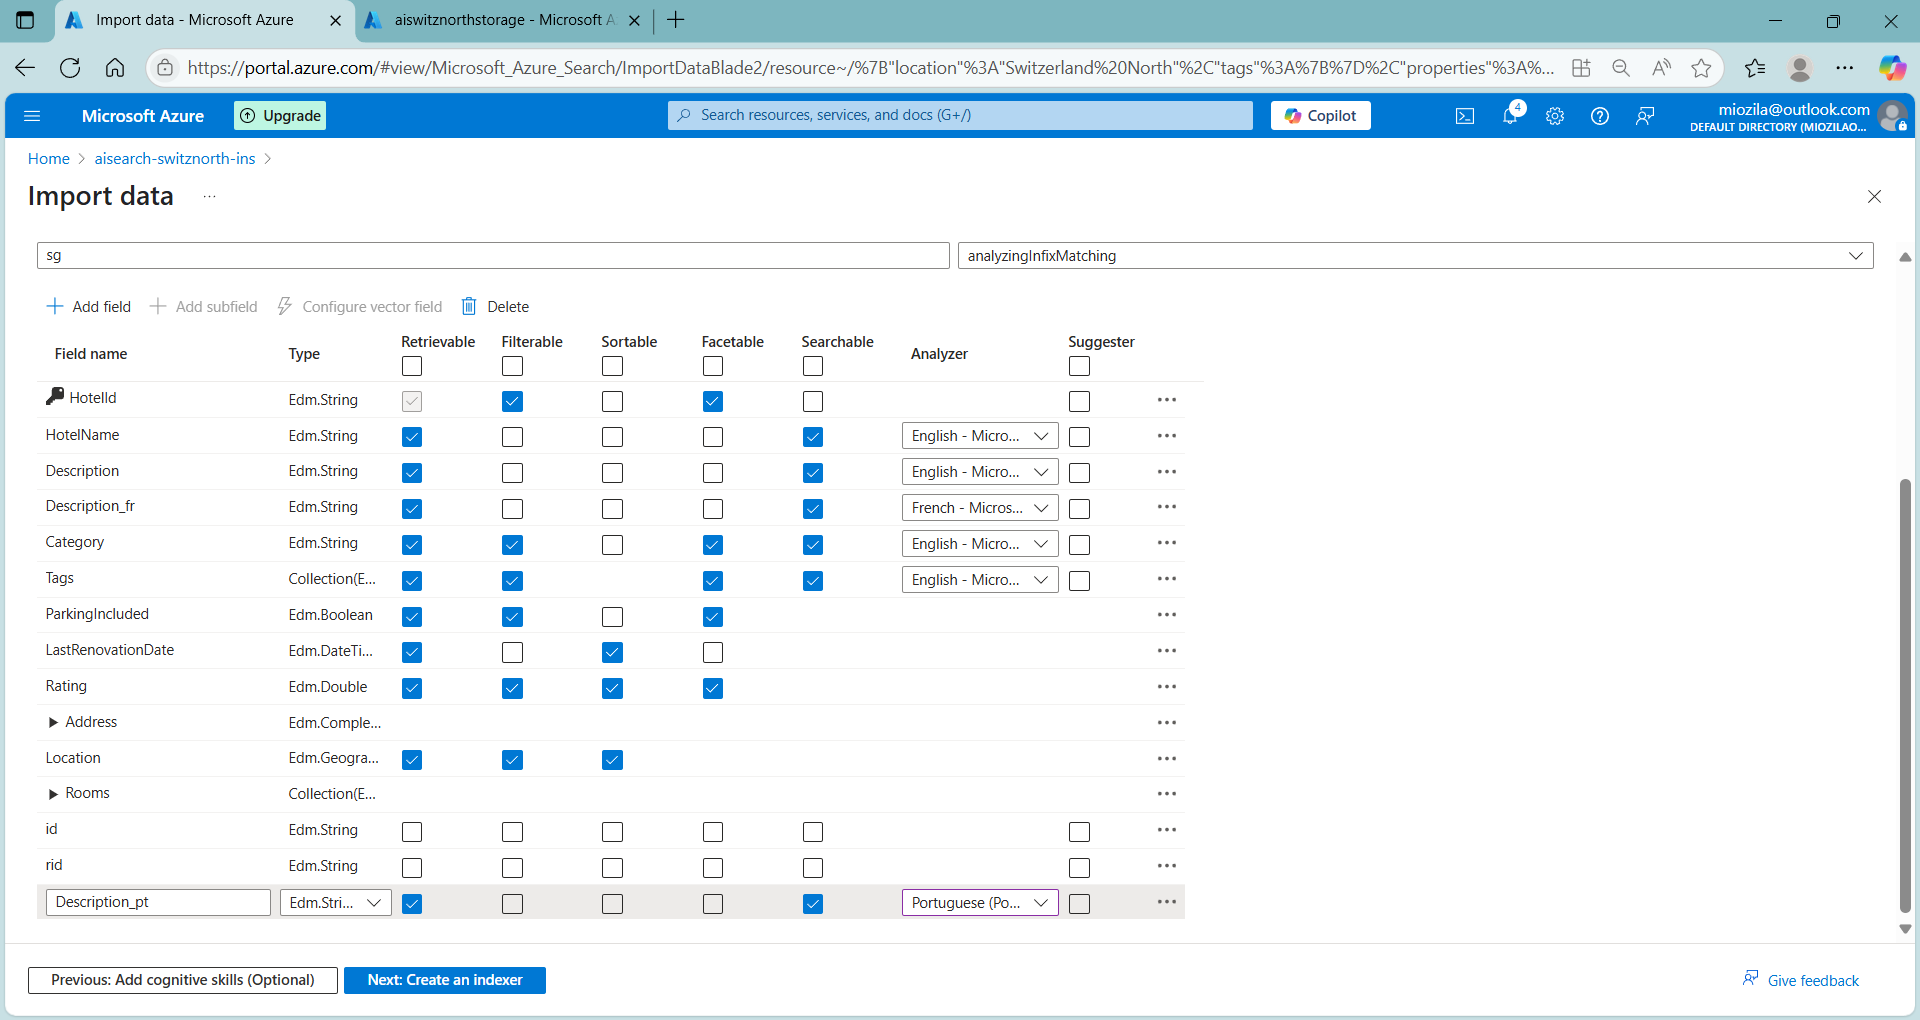 Import data - Microsoft Azure
aiswitznorthstorage - Microsoft A
https://portal.azure.com/#view/Microsoft_Azure_Search/ImportDataBlade2/resource~/%7B"location"%3A"Switzerland%20North"%2C"tags"%3A%7B%7D%2C"properties"%3A%...
Microsoft Azure
Upgrade
Search resources, services, and docs (G+/)
Copilot
4
miozila@outlook.com
DEFAULT DIRECTORY (MIOZILAO...
Home > aisearch-switznorth-ins >
Import data ...
sg
analyzingInfixMatching
Add field
Add subfield
Configure vector field
Delete
Field name Type Retrievable Filterable Sortable Facetable Searchable Analyzer Suggester
HotelId Edm.String
HotelName Edm.String English - Micro...
Description Edm.String English - Micro...
Description_fr Edm.String French - Micros...
Category Edm.String English - Micro...
Tags Collection(E... English - Micro...
ParkingIncluded Edm.Boolean
LastRenovationDate Edm.DateTi...
Rating Edm.Double
Address Edm.Comple...
Location Edm.Geogra...
Rooms Collection(E...
id Edm.String
rid Edm.String
Description_pt Edm.Stri... Portuguese (Po...
Previous: Add cognitive skills (Optional)
Next: Create an indexer
Give feedback